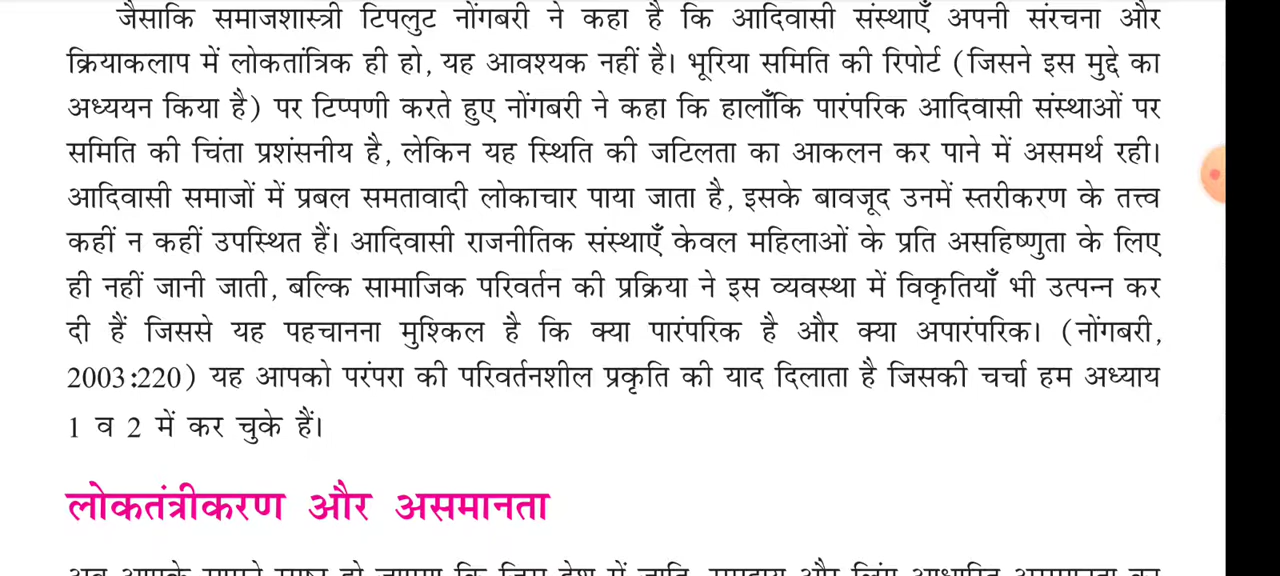 जैसाकि समाजशास्त्री टिपलुट नोंगबरी ने कहा है कि आदिवासी संस्थाएँ अपनी संरचना और
क्रियाकलाप में लोकतांत्रिक ही हो, यह आवश्यक नहीं है। भूरिया समिति की रिपोर्ट (जिसने इस मुद्दे का
अध्ययन किया है) पर टिप्पणी करते हुए नोंगबरी ने कहा कि हालाँकि पारंपरिक आदिवासी संस्थाओं पर
समिति की चिंता प्रशंसनीय है, लेकिन यह स्थिति की जटिलता का आकलन कर पाने में असमर्थ रही।
आदिवासी समाजों में प्रबल समतावादी लोकाचार पाया जाता है, इसके बावजूद उनमें स्तरीकरण के तत्त्व
कहीं न कहीं उपस्थित हैं। आदिवासी राजनीतिक संस्थाएँ केवल महिलाओं के प्रति असहिष्णुता के लिए
ही नहीं जानी जाती, बल्कि सामाजिक परिवर्तन की प्रक्रिया ने इस व्यवस्था में विकृतियाँ भी उत्पन्न कर
दी हैं जिससे यह पहचानना मुश्किल है कि क्या पारंपरिक है और क्या अपारंपरिक। (नोंगबरी,
2003:220) यह आपको परंपरा की परिवर्तनशील प्रकृति की याद दिलाता है जिसकी चर्चा हम अध्याय
1 व 2 में कर चुके हैं।
लोकतंत्रीकरण और असमानता